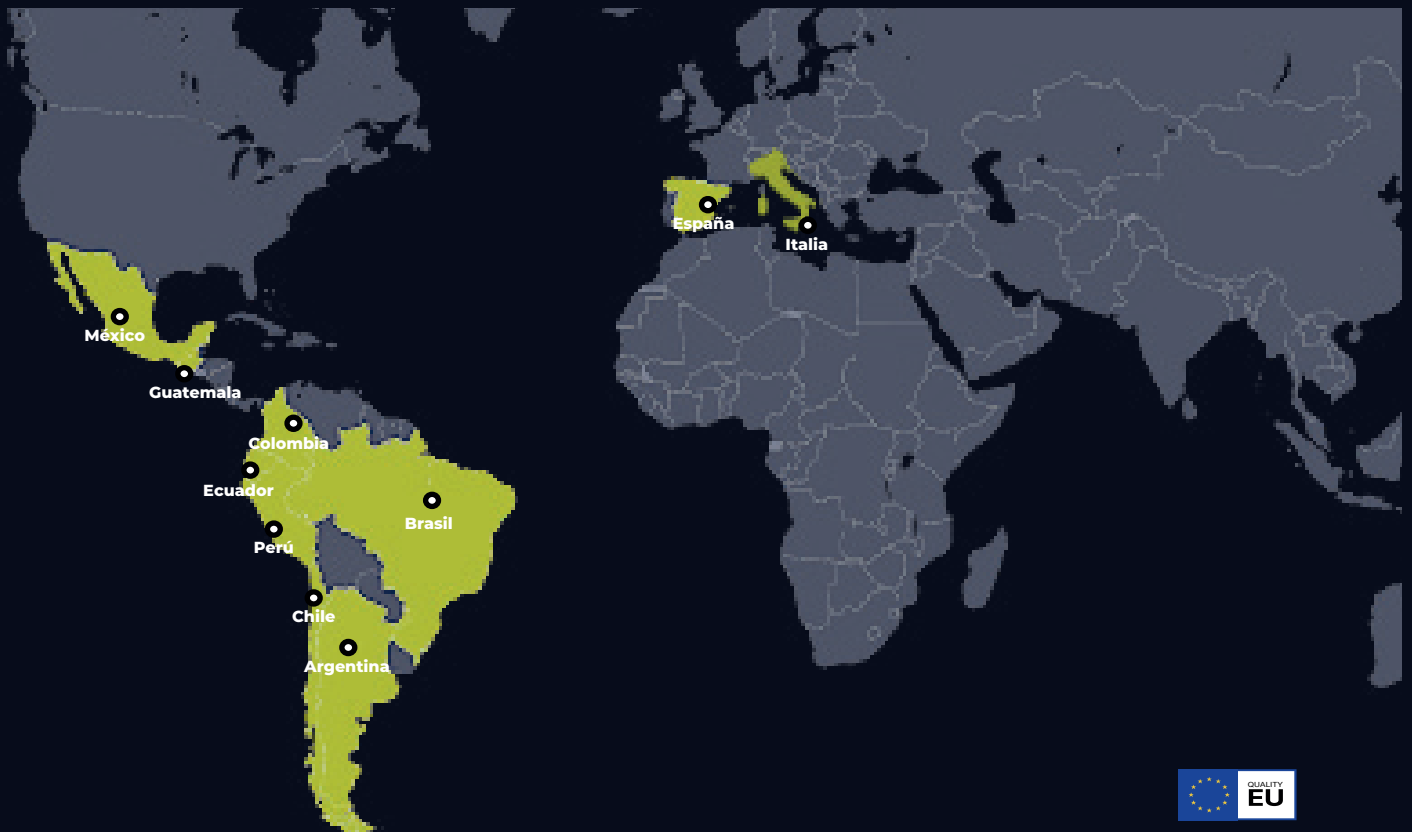 España
Italia
México
Guatemala
Colombia
Ecuador
Brasil
Perú
Chile
Argentina
QUALITY
EU